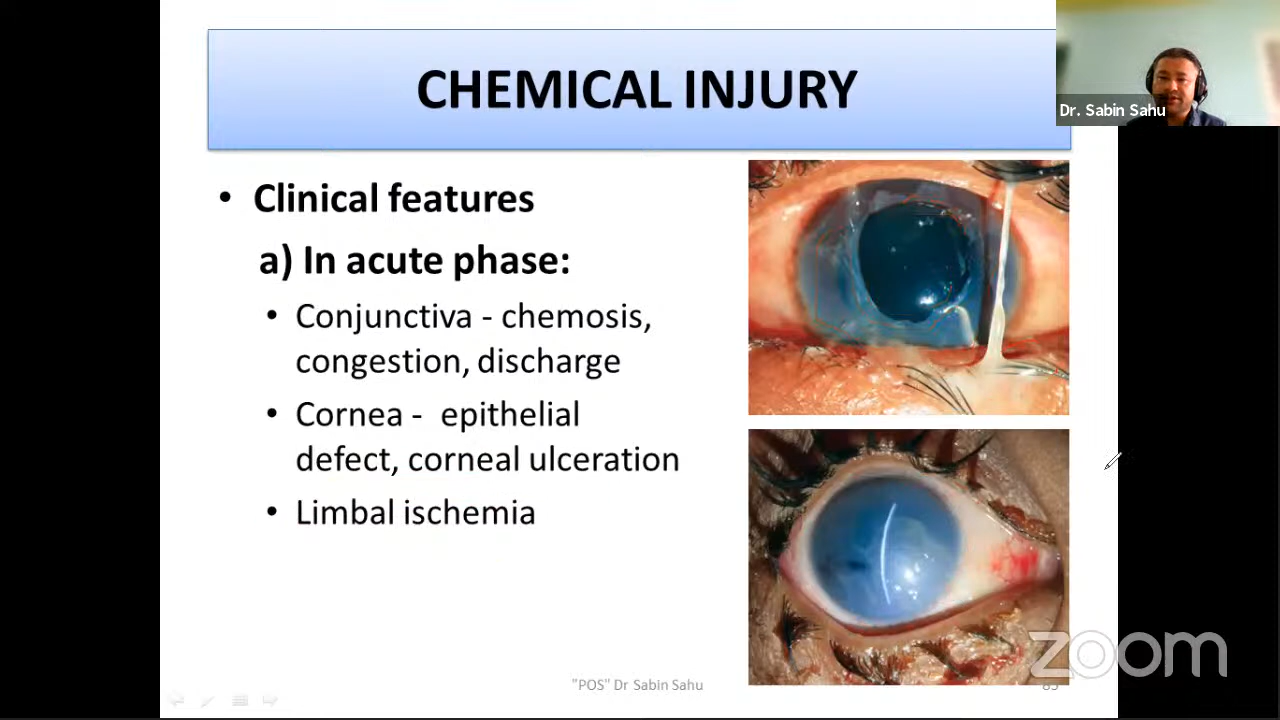 CHEMICAL INJURY
Dr. Sabin Sahu
• Clinical features
a) In acute phase:
• Conjunctiva - chemosis,
congestion, discharge
• Cornea - epithelial
defect, corneal ulceration
• Limbal ischemia
"POS" Dr Sabin Sahu
zoom